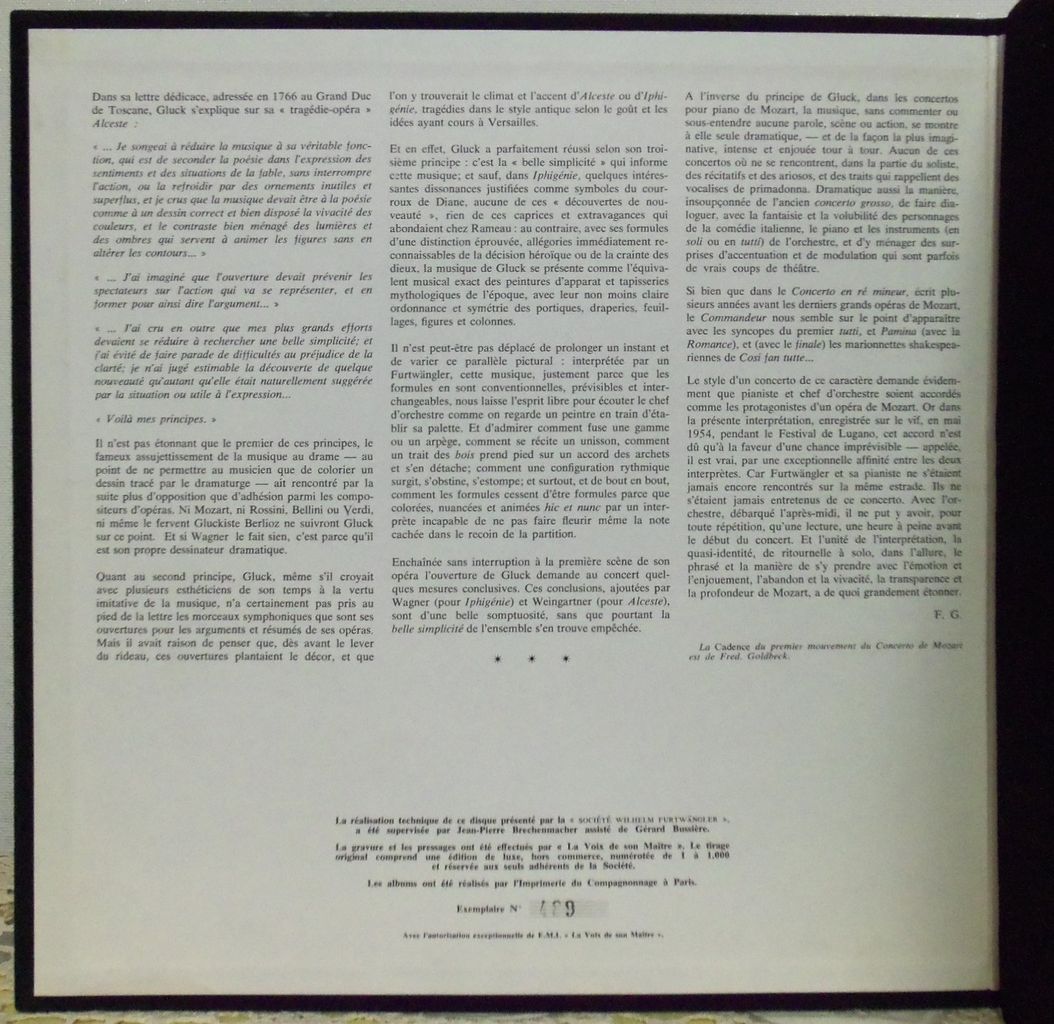 Dans sa lettre dédicace, adressée en 1766 au Grand Duc
de Toscane, Gluck s'explique sur sa « tragédie-opéra »
Alceste :
« ... Je songeai à réduire la musique à sa véritable fonc-
tion, qui est de seconder la poésie dans l'expression des
sentiments et des situations de la fable, sans interrompre
l'action, ou la refroidir par des ornements inutiles et
superflus, et je crus que la musique devait être à la poésie
comme à un dessin correct et bien disposé la vivacité des
couleurs, et le contraste bien ménagé des lumières et
des ombres qui servent à animer les figures sans en
altérer les contours... »
« ... J'ai imaginé que l'ouverture devait prévenir les
spectateurs sur l'action qui va se représenter, et en
former pour ainsi dire l'argument... »
« ... J'ai cru en outre que mes plus grands efforts
devaient se réduire à rechercher une belle simplicité; et
j'ai évité de faire parade de difficultés au préjudice de la
clarté; je n'ai jugé estimable la découverte de quelque
nouveauté qu'autant qu'elle était naturellement suggérée
par la situation ou utile à l'expression...
« Voilà mes principes. »
Il n'est pas étonnant que le premier de ces principes, le
fameux assujettissement de la musique au drame — au
point de ne permettre au musicien que de colorier un
dessin tracé par le dramaturge — ait rencontré par la
suite plus d'opposition que d'adhésion parmi les compo-
siteurs d'opéras. Ni Mozart, ni Rossini, Bellini ou Verdi,
ni même le fervent Gluckiste Berlioz ne suivront Gluck
sur ce point. Et si Wagner le fait sien, c'est parce qu'il
est son propre dessinateur dramatique.
Quant au second principe, Gluck, même s'il croyait
avec plusieurs esthéticiens de son temps à la vertu
imitative de la musique, n'a certainement pas pris au
pied de la lettre les morceaux symphoniques que sont ses
ouvertures pour les arguments et résumés de ses opéras.
Mais il avait raison de penser que, dès avant le lever
du rideau, ces ouvertures plantaient le décor, et que
l'on y trouverait le climat et l'accent d'Alceste ou d'Iphi-
génie, tragédies dans le style antique selon le goût et les
idées ayant cours à Versailles.
Et en effet, Gluck a parfaitement réussi selon son troi-
sième principe : c'est la « belle simplicité » qui informe
cette musique; et sauf, dans Iphigénie, quelques intéres-
santes dissonances justifiées comme symboles du cour-
roux de Diane, aucune de ces « découvertes de nou-
veauté », rien de ces caprices et extravagances qui
abondaient chez Rameau : au contraire, avec ses formules
d'une distinction éprouvée, allégories immédiatement re-
connaissables de la décision héroïque ou de la crainte des
dieux, la musique de Gluck se présente comme l'équiva-
lent musical exact des peintures d'apparat et tapisseries
mythologiques de l'époque, avec leur non moins claire
ordonnance et symétrie des portiques, draperies, feuil-
lages, figures et colonnes.
Il n'est peut-être pas déplacé de prolonger un instant et
de varier ce parallèle pictural : interprétée par un
Furtwängler, cette musique, justement parce que les
formules en sont conventionnelles, prévisibles et inter-
changeables, nous laisse l'esprit libre pour écouter le chef
d'orchestre comme on regarde un peintre en train d'éta-
blir sa palette. Et d'admirer comment fuse une gamme
ou un arpège, comment se récite un unisson, comment
un trait des bois prend pied sur un accord des archets
et s'en détache; comment une configuration rythmique
surgit, s'obstine, s'estompe; et surtout, et de bout en bout,
comment les formules cessent d'être formules parce que
colorées, nuancées et animées hic et nunc par un inter-
prète incapable de ne pas faire fleurir même la note
cachée dans le recoin de la partition.
Enchaînée sans interruption à la première scène de son
opéra l'ouverture de Gluck demande au concert quel-
ques mesures conclusives. Ces conclusions, ajoutées par
Wagner (pour Iphigénie) et Weingartner (pour Alceste),
sont d'une belle somptuosité, sans que pourtant la
belle simplicité de l'ensemble s'en trouve empêchée.
* * *
A l'inverse du principe de Gluck, dans les concertos
pour piano de Mozart, la musique, sans commenter ou
sous-entendre aucune parole, scène ou action, se montre
à elle seule dramatique, — et de la façon la plus imagi-
native, intense et enjouée tour à tour. Aucun de ces
concertos où ne se rencontrent, dans la partie du soliste,
des récitatifs et des ariosos, et des traits qui rappellent des
vocalises de primadonna. Dramatique aussi la manière,
insoupçonnée de l'ancien concerto grosso, de faire dia-
loguer, avec la fantaisie et la volubilité des personnages
de la comédie italienne, le piano et les instruments (en
soli ou en tutti) de l'orchestre, et d'y ménager des sur-
prises d'accentuation et de modulation qui sont parfois
de vrais coups de théâtre.
Si bien que dans le Concerto en ré mineur, écrit plu-
sieurs années avant les derniers grands opéras de Mozart,
le Commandeur nous semble sur le point d'apparaître
avec les syncopes du premier tutti, et Pamina (avec la
Romance), et (avec le finale) les marionnettes shakespea-
riennes de Cosi fan tutte...
Le style d'un concerto de ce caractère demande évidem-
ment que pianiste et chef d'orchestre soient accordés
comme les protagonistes d'un opéra de Mozart. Or dans
la présente interprétation, enregistrée sur le vif, en mai
1954, pendant le Festival de Lugano, cet accord n'est
dû qu'à la faveur d'une chance imprévisible — appelée,
il est vrai, par une exceptionnelle affinité entre les deux
interprètes. Car Furtwängler et sa pianiste ne s'étaient
jamais encore rencontrés sur la même estrade. Ils ne
s'étaient jamais entretenus de ce concerto. Avec l'or-
chestre, débarqué l'après-midi, il ne put y avoir, pour
toute répétition, qu'une lecture, une heure à peine avant
le début du concert. Et l'unité de l'interprétation, la
quasi-identité, de ritournelle à solo, dans l'allure, le
phrasé et la manière de s'y prendre avec l'émotion et
l'enjouement, l'abandon et la vivacité, la transparence et
la profondeur de Mozart, a de quoi grandement étonner.
F. G.
La Cadence du premier mouvement du Concerto de Mozart
est de Fred. Goldbeck.
La réalisation technique de ce disque présenté par la « SOCIÉTÉ WILHELM FURTWÄNGLER »,
a été supervisée par Jean-Pierre Brechenmacher assisté de Gérard Bussière.
La gravure et les pressages ont été effectués par « La Voix de son Maître ». Le tirage
original comprend une édition de luxe, hors commerce, numérotée de 1 à 1.000
et réservée aux seuls adhérents de la Société.
Les albums ont été réalisés par l'Imprimerie du Compagnonnage à Paris.
Exemplaire N°
Avec l'autorisation exceptionnelle de E.M.I. « La Voix de son Maître ».